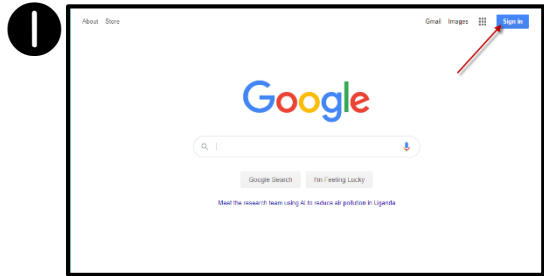 1
About Store
Gmail Images Sign in
Google
Google Search I'm Feeling Lucky
Meet the research team using AI to reduce air pollution in Uganda